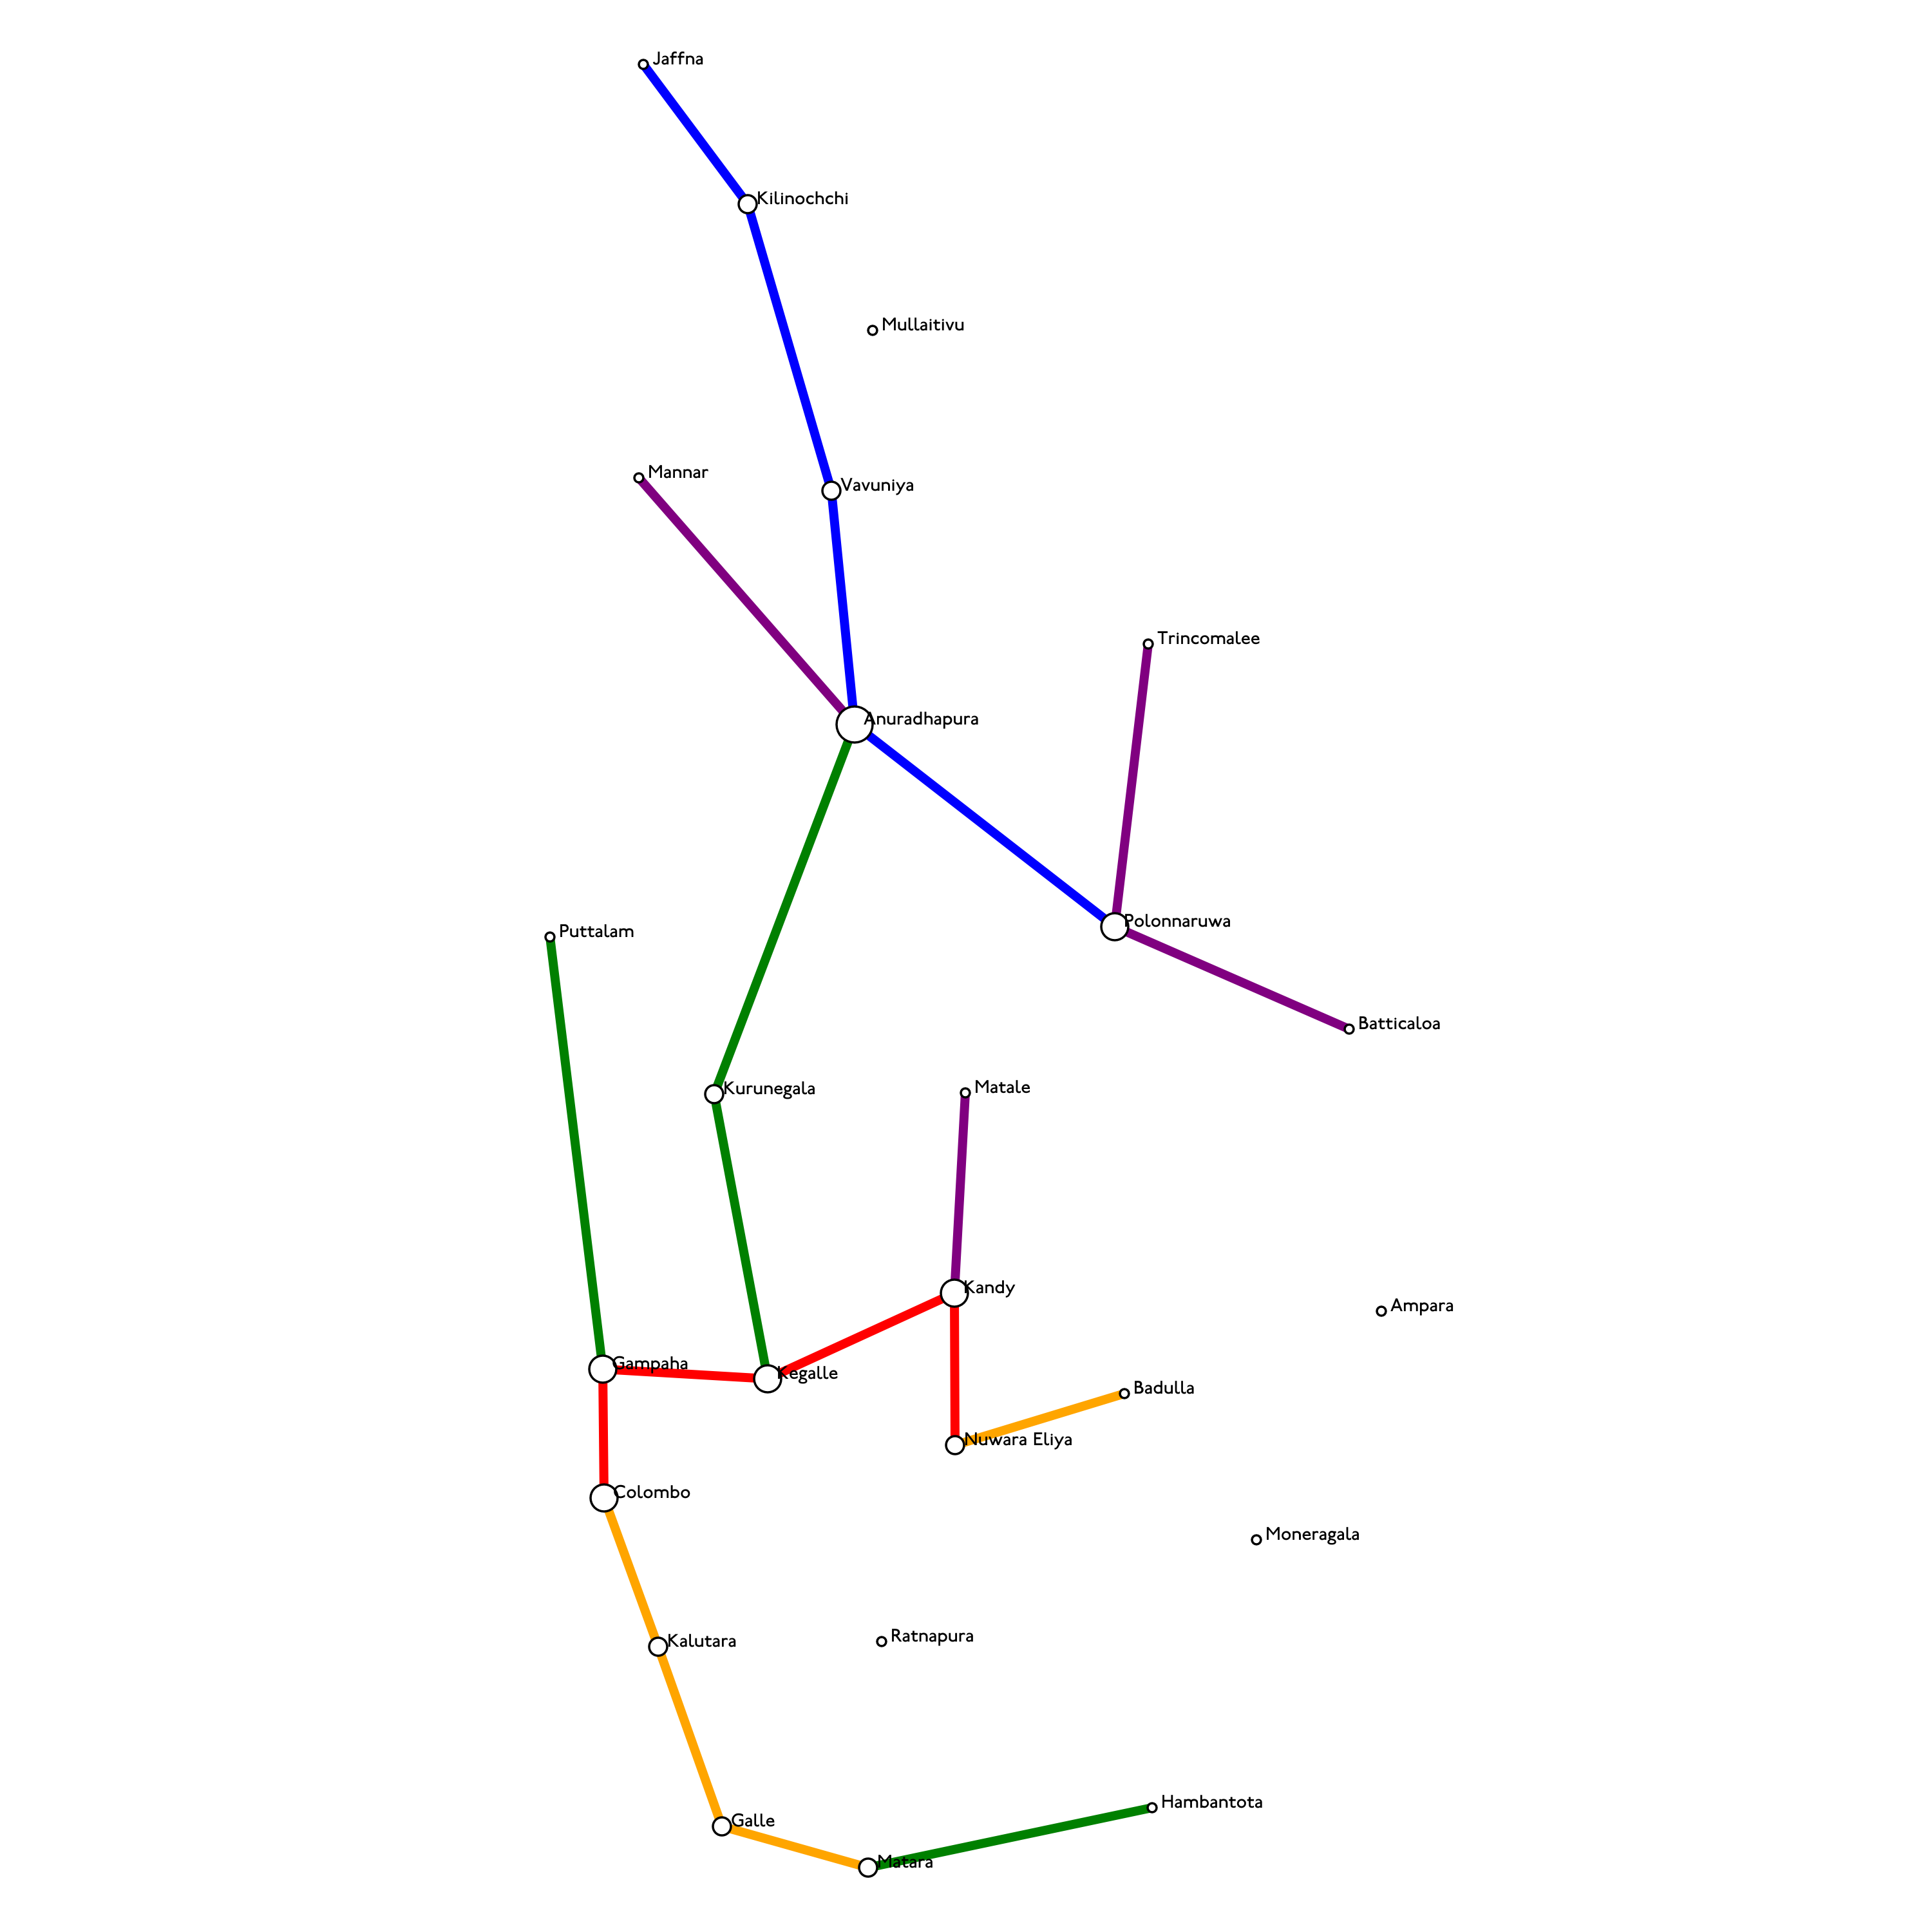 Jaffna
Kilinochchi
Mullaitivu
Mannar
Vavuniya
Trincomalee
Anuradhapura
Polonnaruwa
Puttalam
Batticaloa
Matale
Kurunegala
Kandy
Ampara
Gampaha
Kegalle
Badulla
Nuwara Eliya
Colombo
Moneragala
Ratnapura
Kalutara
Hambantota
Galle
Matara